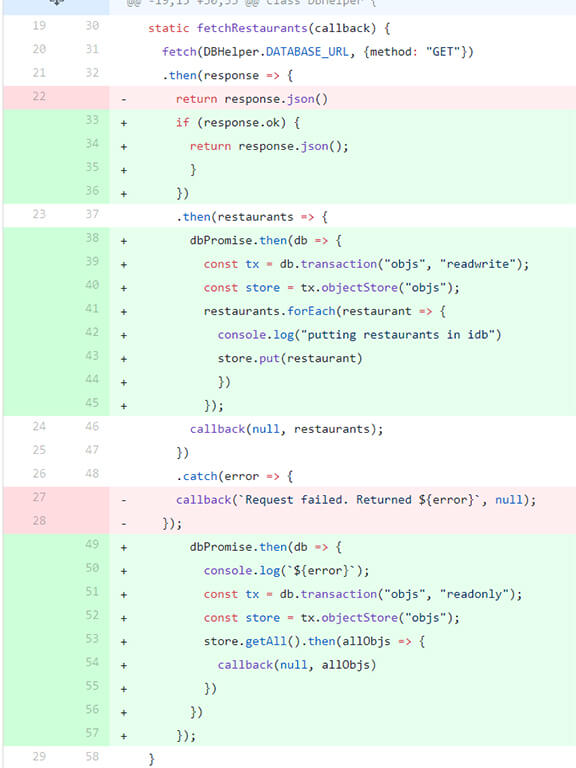 @@ -19,15 +30,35 @@ class DBHelper {
19 30 static fetchRestaurants(callback) {
20 31 fetch(DBHelper.DATABASE_URL, {method: "GET"})
21 32 .then(response => {
22 - return response.json()
33 + if (response.ok) {
34 + return response.json();
35 + }
36 + })
23 37 .then(restaurants => {
38 + dbPromise.then(db => {
39 + const tx = db.transaction("objs", "readwrite");
40 + const store = tx.objectStore("objs");
41 + restaurants.forEach(restaurant => {
42 + console.log("putting restaurants in idb")
43 + store.put(restaurant)
44 + })
45 + });
24 46 callback(null, restaurants);
25 47 })
26 48 .catch(error => {
27 - callback(`Request failed. Returned ${error}`, null);
28 - });
49 + dbPromise.then(db => {
50 + console.log(`${error}`);
51 + const tx = db.transaction("objs", "readonly");
52 + const store = tx.objectStore("objs");
53 + store.getAll().then(allObjs => {
54 + callback(null, allObjs)
55 + })
56 + })
57 + });
29 58 }